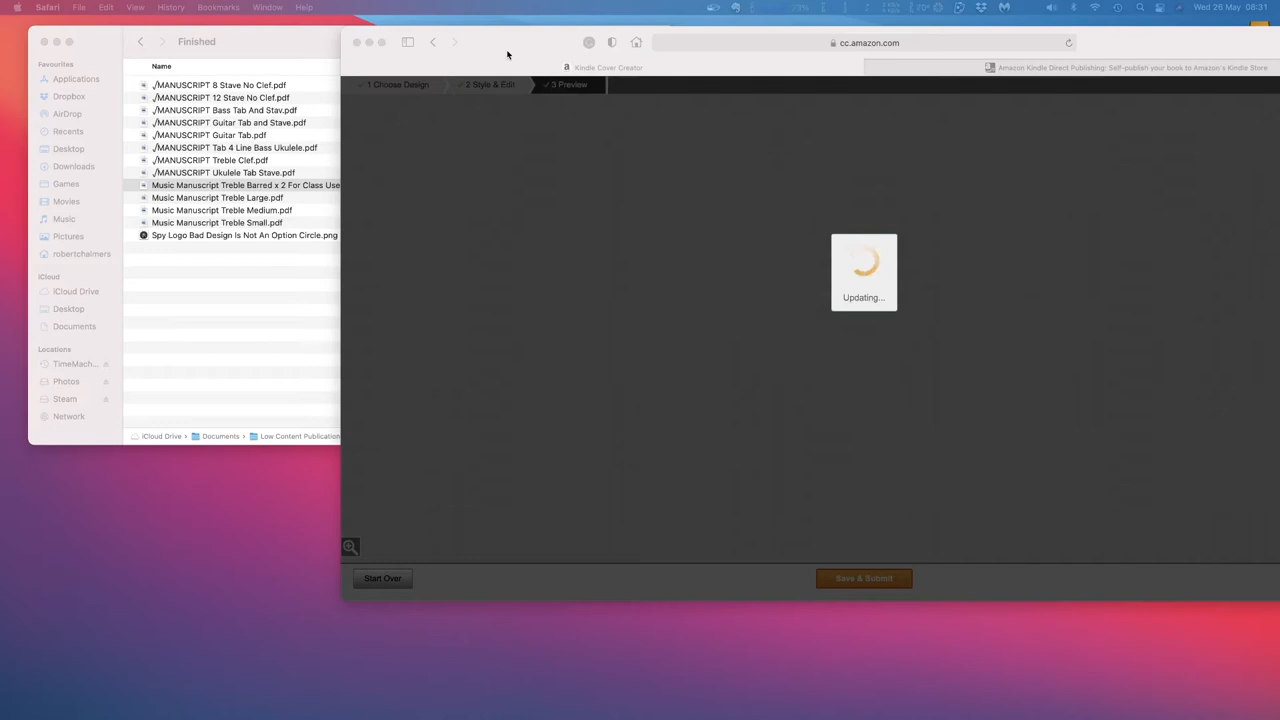 Safari File Edit View History Bookmarks Window Help Wed 26 May 08:31
Finished
Name
Favourites
Applications
Dropbox
AirDrop
Recents
Desktop
Downloads
Games
Movies
Music
Pictures
robertchalmers
iCloud
iCloud Drive
Desktop
Documents
Locations
TimeMach...
Photos
Steam
Network
√MANUSCRIPT 8 Stave No Clef.pdf
√MANUSCRIPT 12 Stave No Clef.pdf
√MANUSCRIPT Bass Tab And Stav.pdf
√MANUSCRIPT Guitar Tab and Stave.pdf
√MANUSCRIPT Guitar Tab.pdf
√MANUSCRIPT Tab 4 Line Bass Ukulele.pdf
√MANUSCRIPT Treble Clef.pdf
√MANUSCRIPT Ukulele Tab Stave.pdf
Music Manuscript Treble Barred x 2 For Class Use
Music Manuscript Treble Large.pdf
Music Manuscript Treble Medium.pdf
Music Manuscript Treble Small.pdf
Spy Logo Bad Design Is Not An Option Circle.png
iCloud Drive › Documents › Low Content Publication
cc.amazon.com
a Kindle Cover Creator
Amazon Kindle Direct Publishing: Self-publish your book to Amazon's Kindle Store
✓ 1 Choose Design ✓ 2 Style & Edit ✓ 3 Preview
Updating...
Start Over
Save & Submit